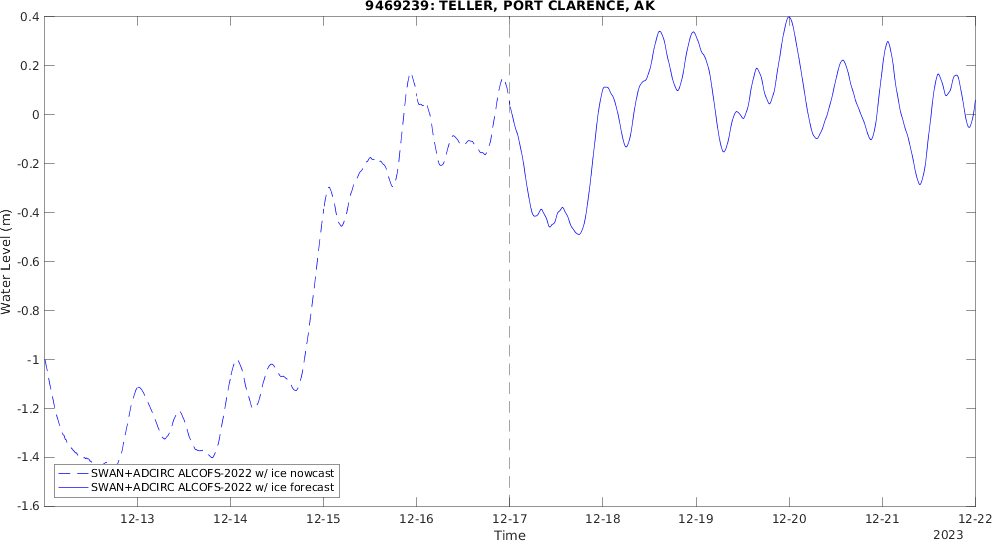 9469239: TELLER, PORT CLARENCE, AK
0.4
0.2
0
-0.2
-0.4
-0.6
-0.8
-1
-1.2
-1.4
-1.6
Water Level (m)
SWAN+ADCIRC ALCOFS-2022 w/ ice nowcast
SWAN+ADCIRC ALCOFS-2022 w/ ice forecast
12-13 12-14 12-15 12-16 12-17 12-18 12-19 12-20 12-21 12-22
Time
2023